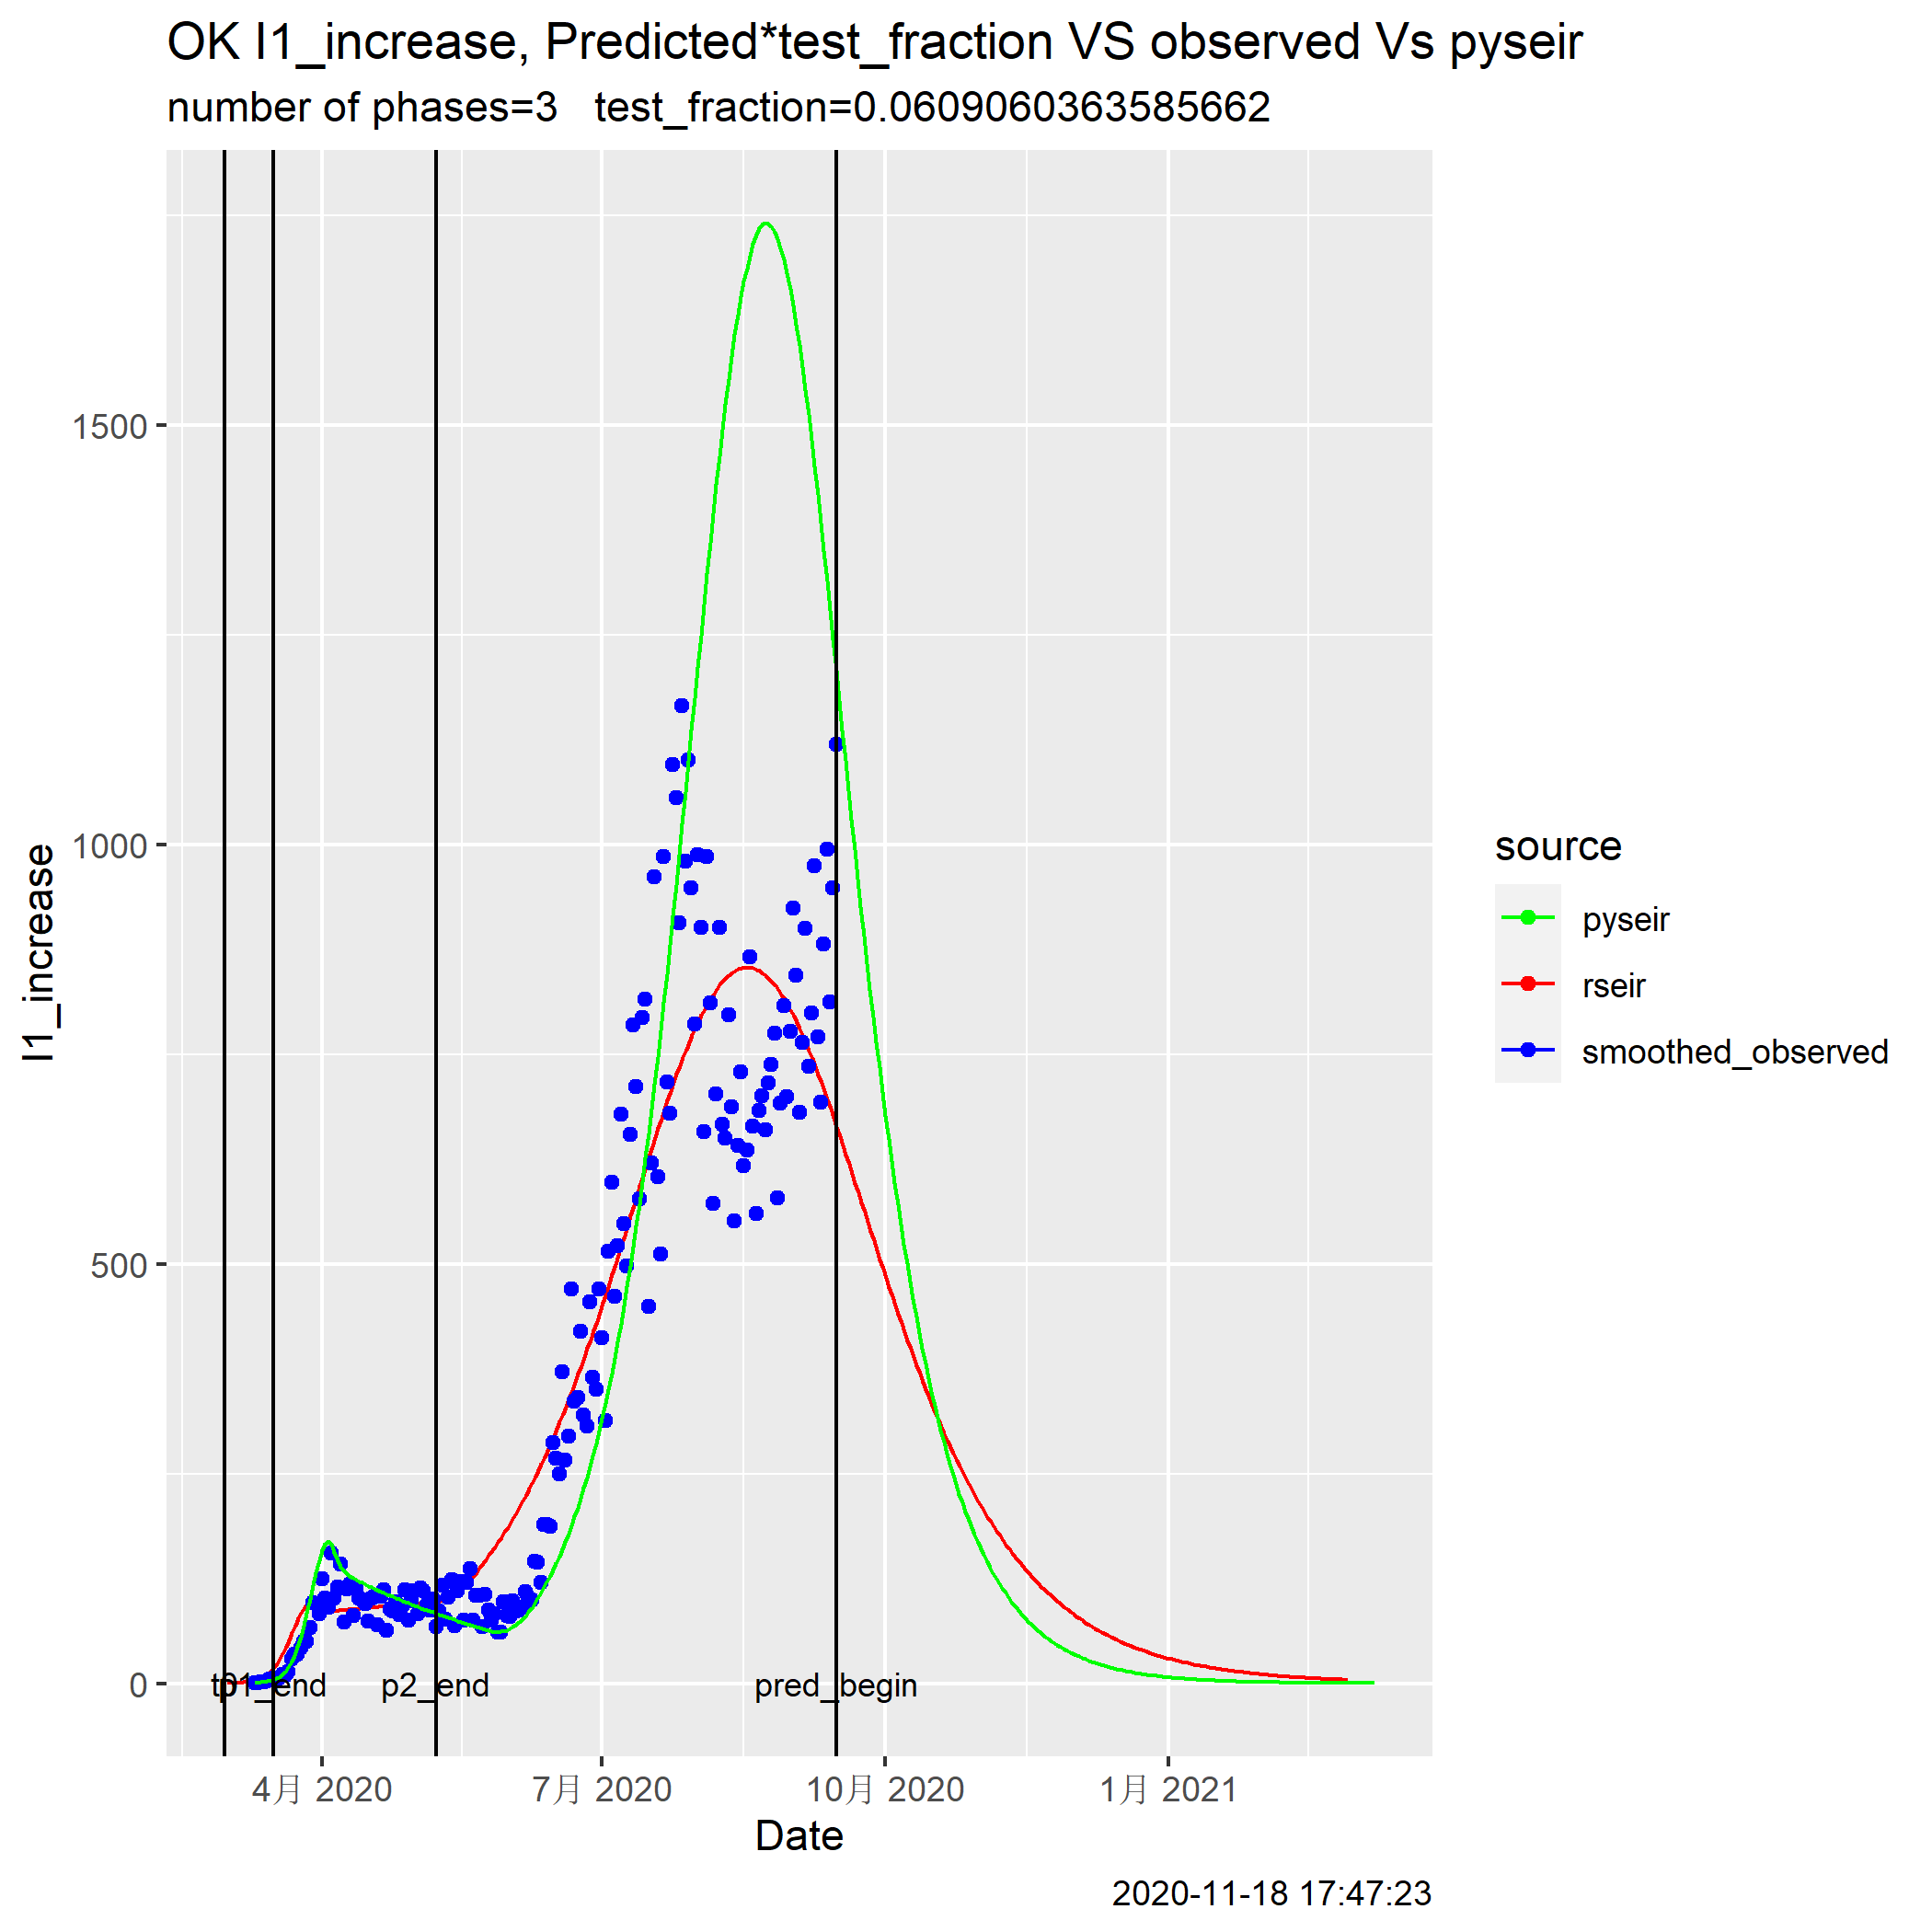 OK I1_increase, Predicted*test_fraction VS observed Vs pyseir
number of phases=3 test_fraction=0.0609060363585662
I1_increase
1500
1000
500
0
p1_end
p2_end
pred_begin
4月 2020
7月 2020
10月 2020
1月 2021
Date
source
pyseir
rseir
smoothed_observed
2020-11-18 17:47:23